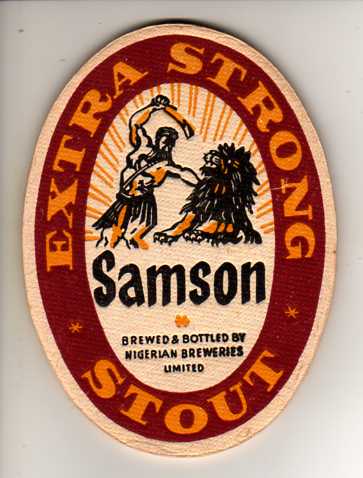 EXTRA STRONG
Samson
BREWED & BOTTLED BY
NIGERIAN BREWERIES
LIMITED
* STOUT *